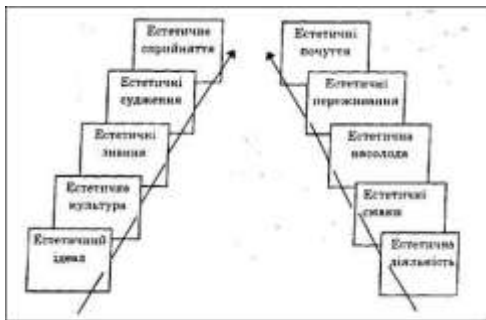 Естетичне
сприйняття
Естетичні
судження
Естетичні
знання
Естетична
культура
Естетичний
ідеал
Естетичні
почуття
Естетичні
переживання
Естетична
насолода
Естетичні
смаки
Естетична
діяльність